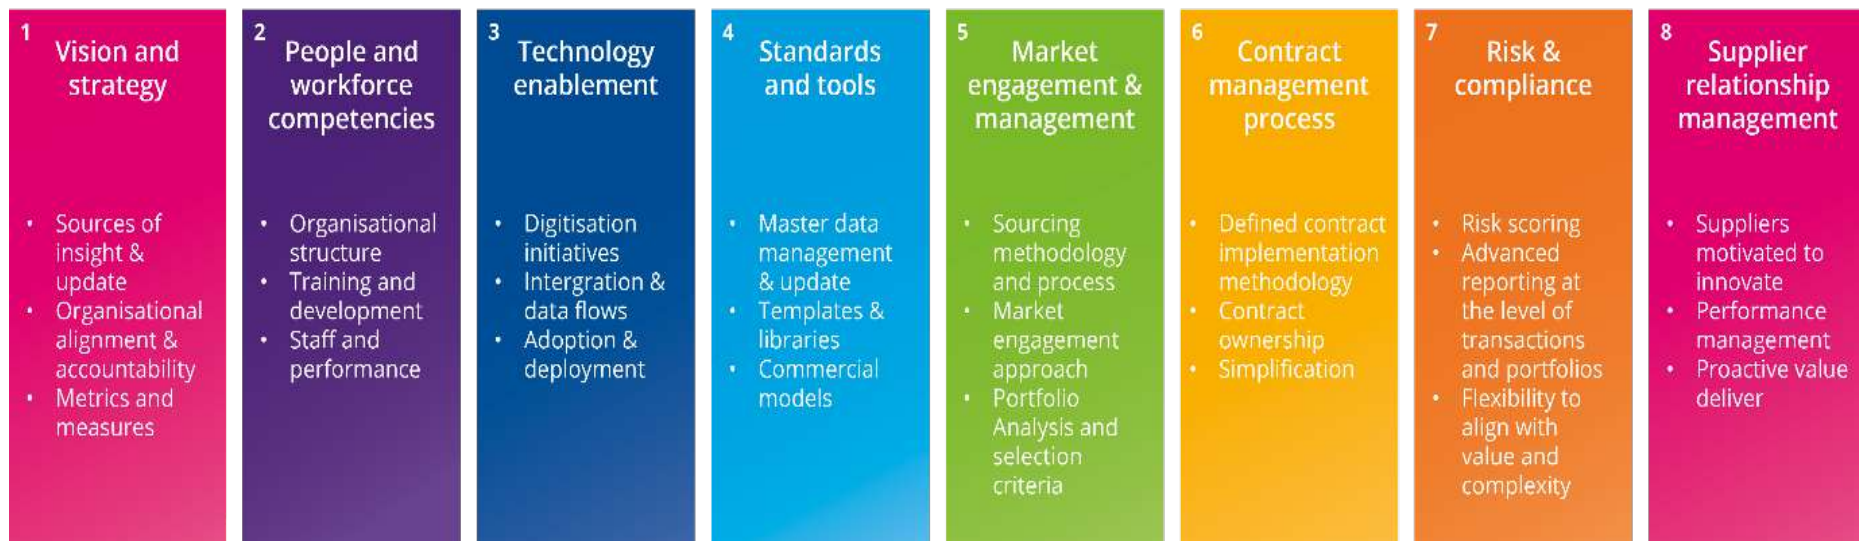 1
Vision and
strategy
• Sources of
insight &
update
• Organisational
alignment &
accountability
• Metrics and
measures
2
People and
workforce
competencies
• Organisational
structure
• Training and
development
• Staff and
performance
3
Technology
enablement
• Digitisation
initiatives
• Intergration &
data flows
• Adoption &
deployment
4
Standards
and tools
• Master data
management
& update
• Templates &
libraries
• Commercial
models
5
Market
engagement &
management
• Sourcing
methodology
and process
• Market
engagement
approach
• Portfolio
Analysis and
selection
criteria
6
Contract
management
process
• Defined contract
implementation
methodology
• Contract
ownership
• Simplification
7
Risk &
compliance
• Risk scoring
• Advanced
reporting at
the level of
transactions
and portfolios
• Flexibility to
align with
value and
complexity
8
Supplier
relationship
management
• Suppliers
motivated to
innovate
• Performance
management
• Proactive value
deliver